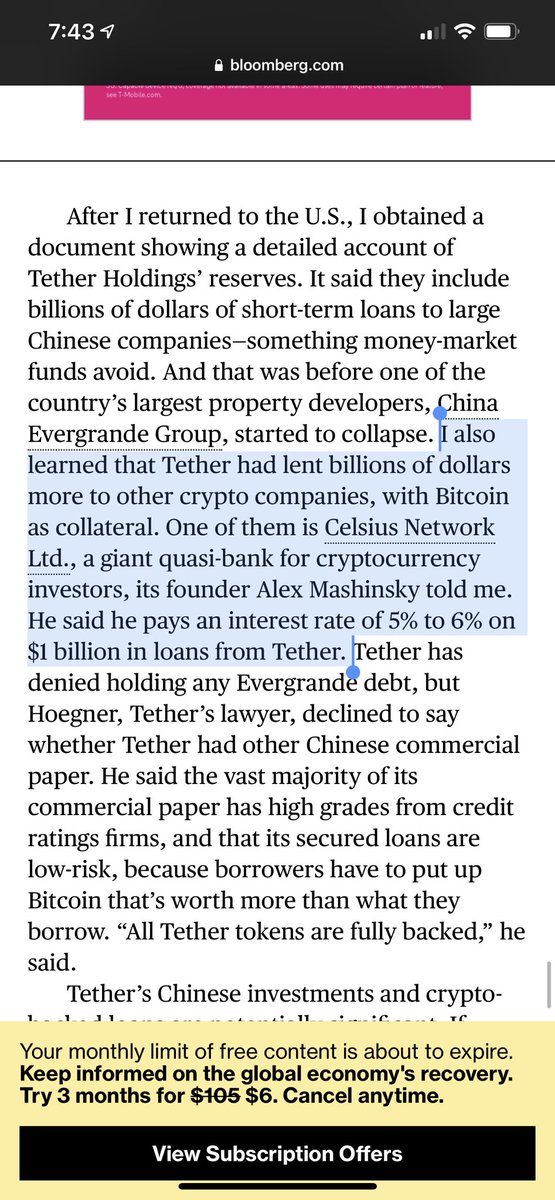 7:43
bloomberg.com
see T-Mobile.com.
After I returned to the U.S., I obtained a
document showing a detailed account of
Tether Holdings’ reserves. It said they include
billions of dollars of short-term loans to large
Chinese companies—something money-market
funds avoid. And that was before one of the
country’s largest property developers, China
Evergrande Group, started to collapse. I also
learned that Tether had lent billions of dollars
more to other crypto companies, with Bitcoin
as collateral. One of them is Celsius Network
Ltd., a giant quasi-bank for cryptocurrency
investors, its founder Alex Mashinsky told me.
He said he pays an interest rate of 5% to 6% on
$1 billion in loans from Tether. Tether has
denied holding any Evergrande debt, but
Hoegner, Tether’s lawyer, declined to say
whether Tether had other Chinese commercial
paper. He said the vast majority of its
commercial paper has high grades from credit
ratings firms, and that its secured loans are
low-risk, because borrowers have to put up
Bitcoin that’s worth more than what they
borrow. “All Tether tokens are fully backed,” he
said.
Tether’s Chinese investments and crypto-
Your monthly limit of free content is about to expire.
Keep informed on the global economy's recovery.
Try 3 months for $105 $6. Cancel anytime.
View Subscription Offers